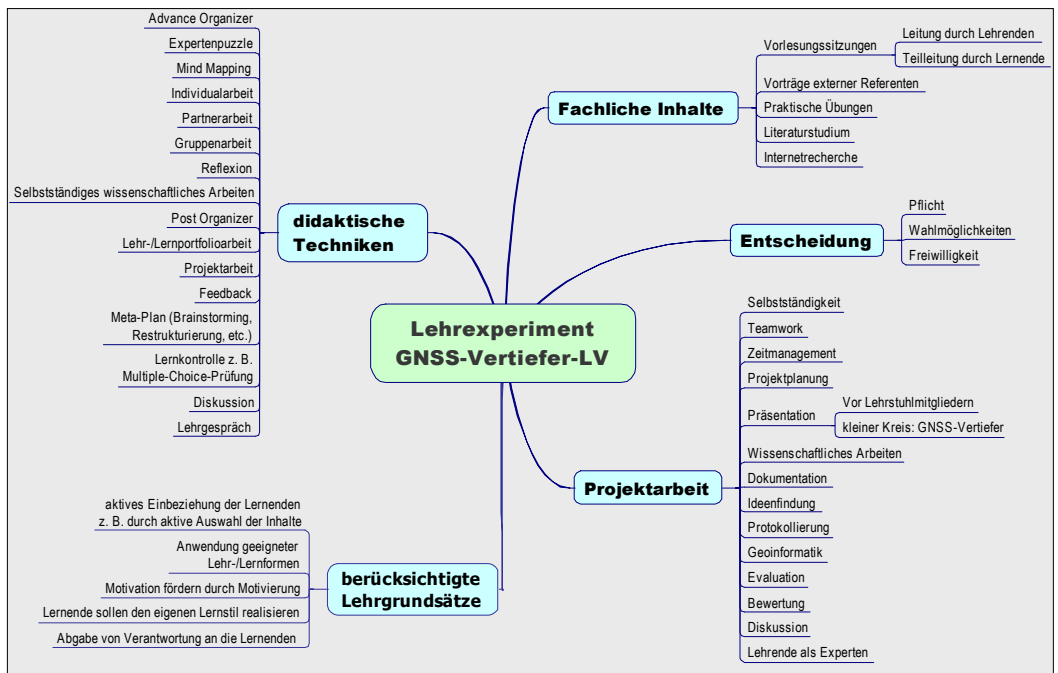 Lehrexperiment
GNSS-Vertiefer-LV
didaktische
Techniken
Advance Organizer
Expertenpuzzle
Mind Mapping
Individualarbeit
Partnerarbeit
Gruppenarbeit
Reflexion
Selbstständiges wissenschaftliches Arbeiten
Post Organizer
Lehr-/Lernportfolioarbeit
Projektarbeit
Feedback
Meta-Plan (Brainstorming,
Restrukturierung, etc.)
Lernkontrolle z. B.
Multiple-Choice-Prüfung
Diskussion
Lehrgespräch
berücksichtigte
Lehrgrundsätze
aktives Einbeziehung der Lernenden
z. B. durch aktive Auswahl der Inhalte
Anwendung geeigneter
Lehr-/Lernformen
Motivation fördern durch Motivierung
Lernende sollen den eigenen Lernstil realisieren
Abgabe von Verantwortung an die Lernenden
Fachliche Inhalte
Vorlesungssitzungen
Leitung durch Lehrenden
Teilleitung durch Lernende
Vorträge externer Referenten
Praktische Übungen
Literaturstudium
Internetrecherche
Entscheidung
Pflicht
Wahlmöglichkeiten
Freiwilligkeit
Projektarbeit
Selbstständigkeit
Teamwork
Zeitmanagement
Projektplanung
Präsentation
Vor Lehrstuhlmitgliedern
kleiner Kreis: GNSS-Vertiefer
Wissenschaftliches Arbeiten
Dokumentation
Ideenfindung
Protokollierung
Geoinformatik
Evaluation
Bewertung
Diskussion
Lehrende als Experten